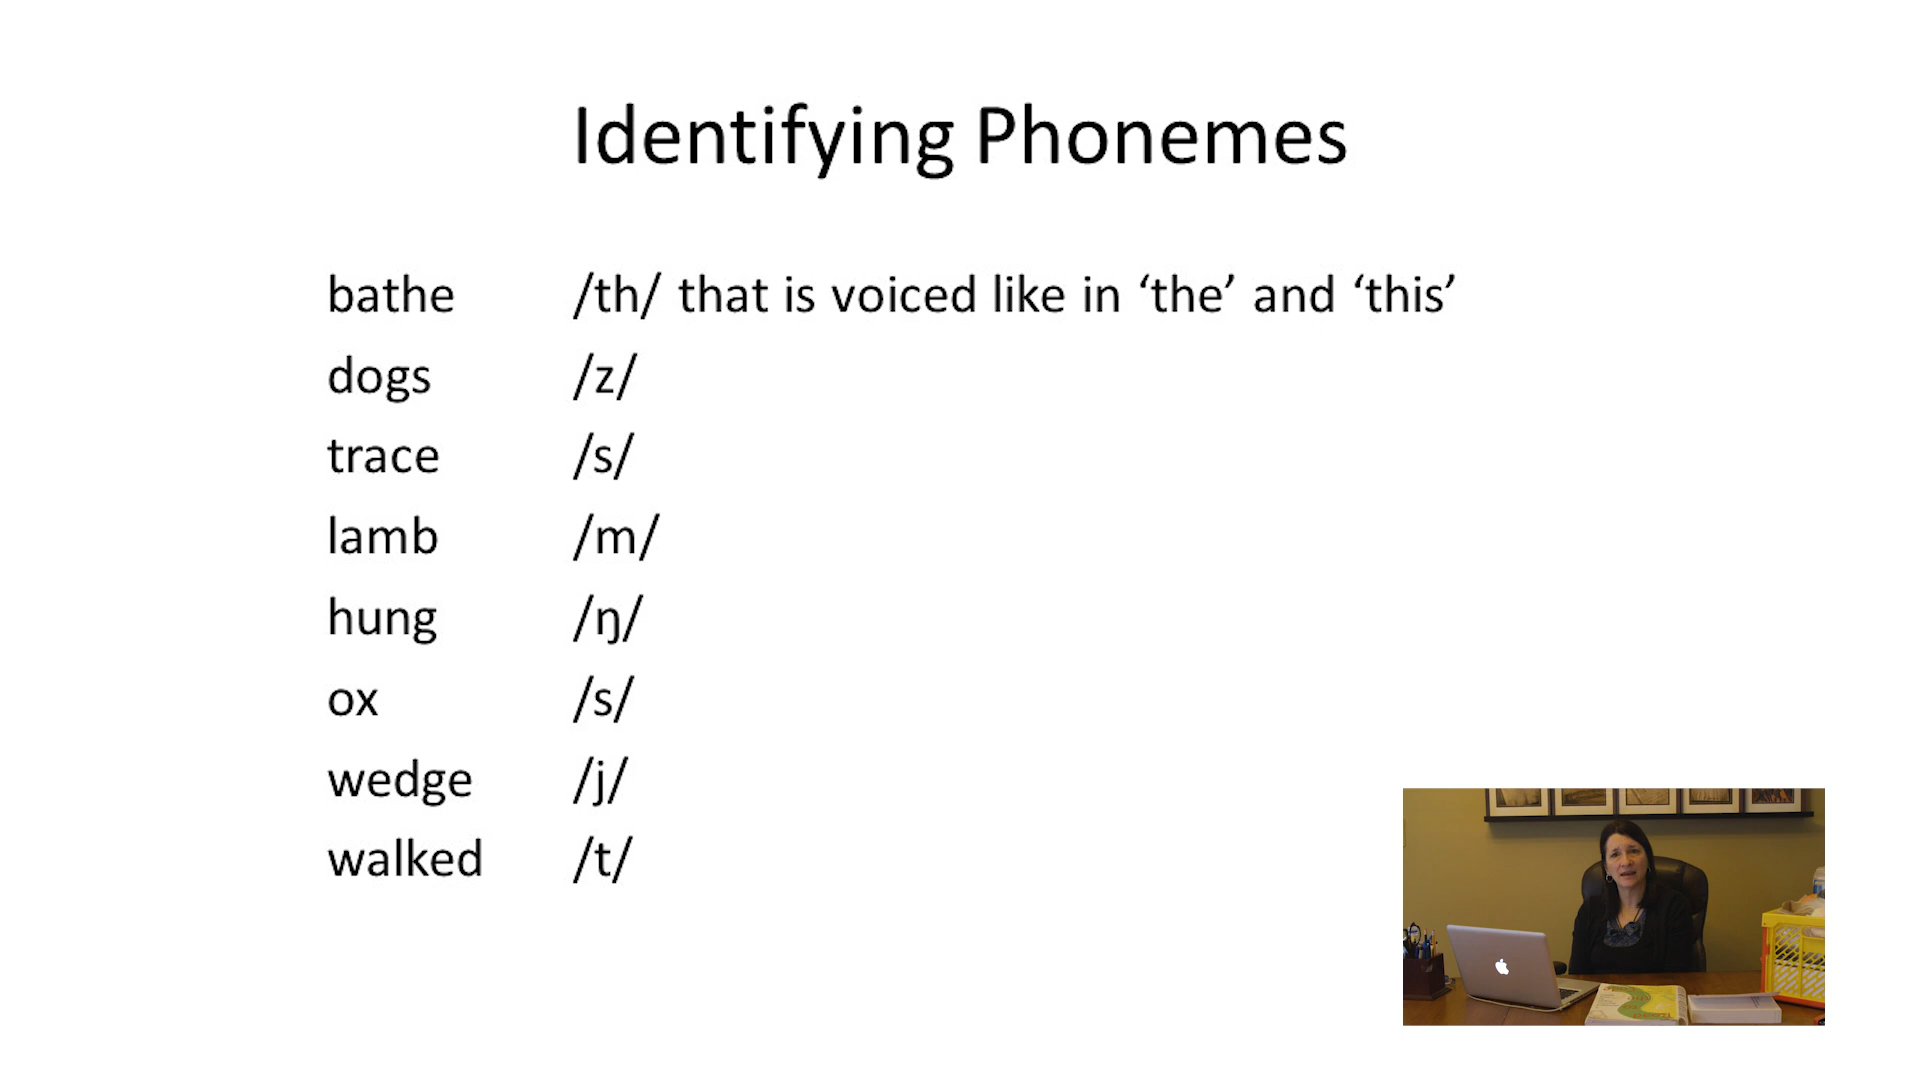 Identifying Phonemes
bathe /th/ that is voiced like in ‘the’ and ‘this’
dogs /z/
trace /s/
lamb /m/
hung /ŋ/
ox /s/
wedge /j/
walked /t/